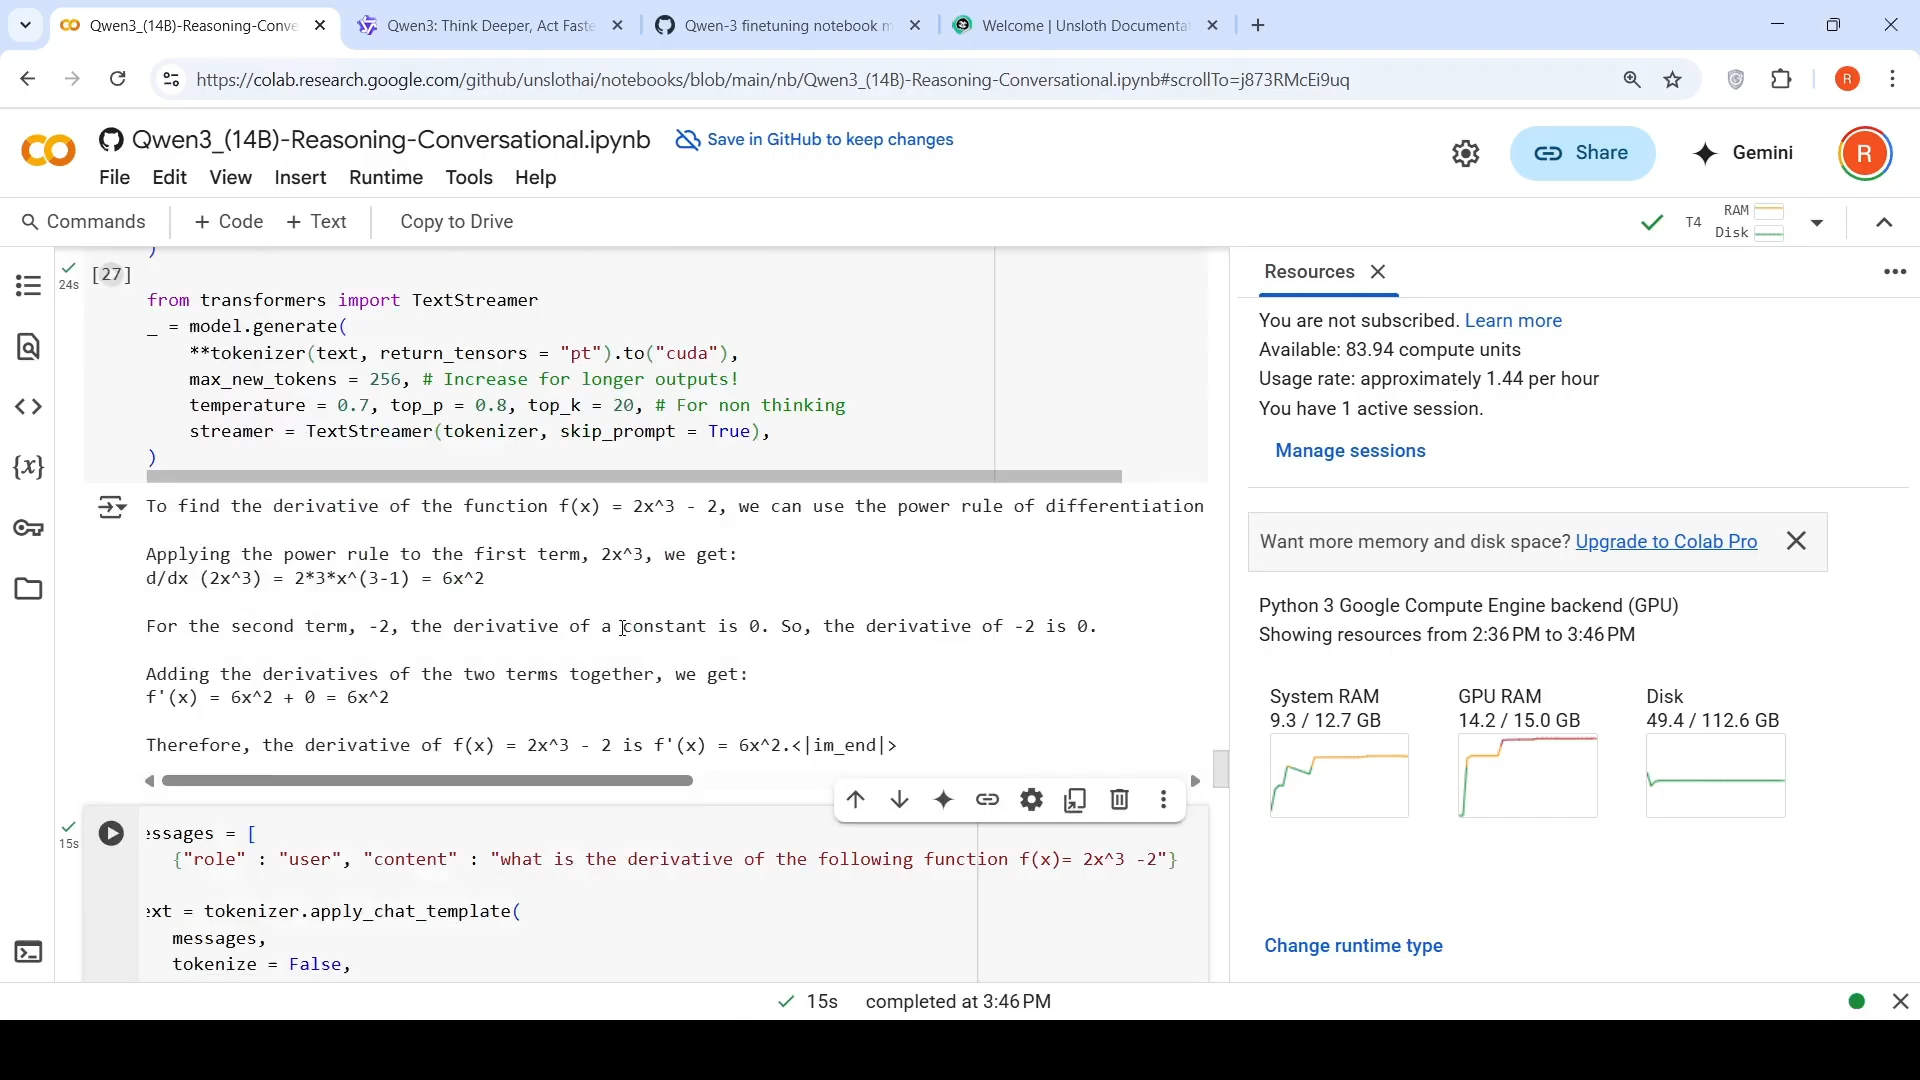 Qwen3_(14B)-Reasoning-Conve
Qwen3: Think Deeper, Act Faste
Qwen-3 finetuning notebook m
Welcome | Unsloth Documenta
https://colab.research.google.com/github/unslothai/notebooks/blob/main/nb/Qwen3_(14B)-Reasoning-Conversational.ipynb#scrollTo=j873RMcEi9uq
R
Qwen3_(14B)-Reasoning-Conversational.ipynb
Save in GitHub to keep changes
Share
Gemini
R
File Edit View Insert Runtime Tools Help
Commands
+ Code + Text
Copy to Drive
T4
RAM
Disk
24s
[27]
)
from transformers import TextStreamer
_ = model.generate(
**tokenizer(text, return_tensors = "pt").to("cuda"),
max_new_tokens = 256, # Increase for longer outputs!
temperature = 0.7, top_p = 0.8, top_k = 20, # For non thinking
streamer = TextStreamer(tokenizer, skip_prompt = True),
)
To find the derivative of the function f(x) = 2x^3 - 2, we can use the power rule of differentiation
Applying the power rule to the first term, 2x^3, we get:
d/dx (2x^3) = 2*3*x^(3-1) = 6x^2
For the second term, -2, the derivative of a constant is 0. So, the derivative of -2 is 0.
Adding the derivatives of the two terms together, we get:
f'(x) = 6x^2 + 0 = 6x^2
Therefore, the derivative of f(x) = 2x^3 - 2 is f'(x) = 6x^2.<|im_end|>
15s
essages = [
{"role" : "user", "content" : "what is the derivative of the following function f(x)= 2x^3 -2"}
ext = tokenizer.apply_chat_template(
messages,
tokenize = False,
Resources
You are not subscribed. Learn more
Available: 83.94 compute units
Usage rate: approximately 1.44 per hour
You have 1 active session.
Manage sessions
Want more memory and disk space? Upgrade to Colab Pro
Python 3 Google Compute Engine backend (GPU)
Showing resources from 2:36 PM to 3:46 PM
System RAM
9.3 / 12.7 GB
GPU RAM
14.2 / 15.0 GB
Disk
49.4 / 112.6 GB
Change runtime type
15s completed at 3:46 PM